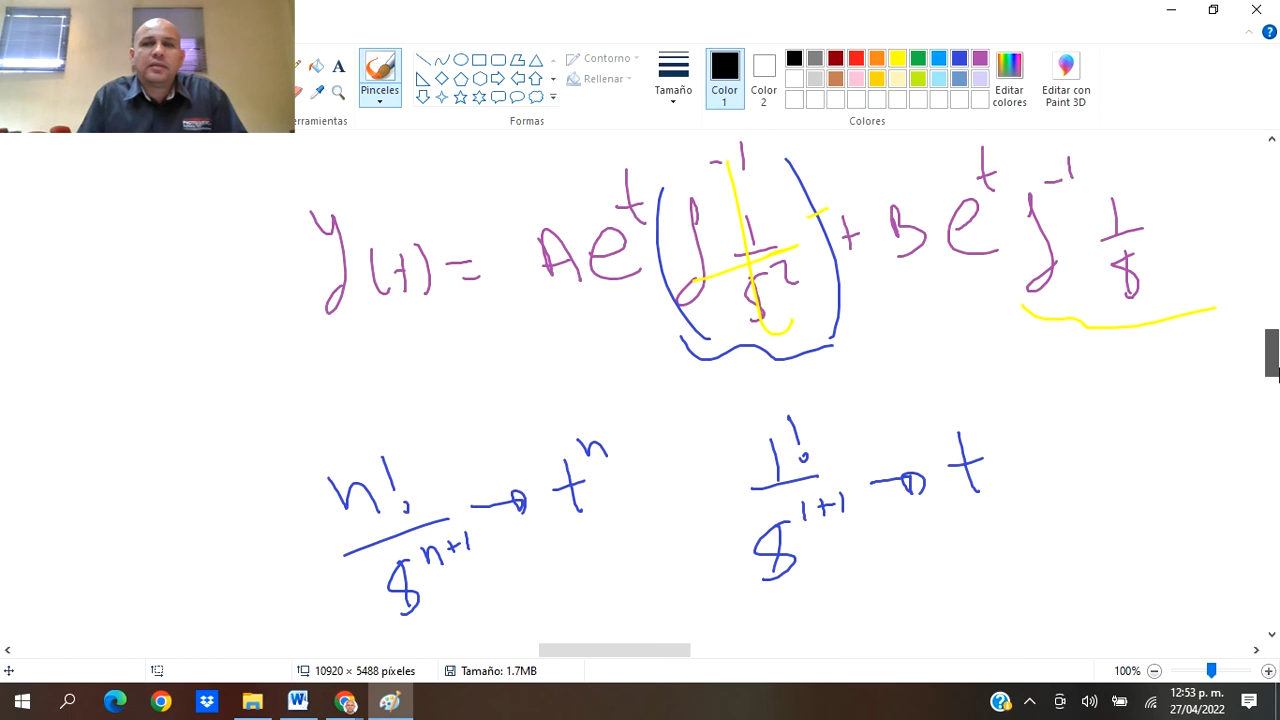 Contorno
Rellenar
Pinceles
Tamaño
Color 1
Color 2
Editar colores
Editar con Paint 3D
erramientas
Formas
Colores
y(t) = Ae^t (ℒ^-1 1/s^2) + Be^t ℒ^-1 1/s
n!/s^(n+1) → t^n
1!/s^(1+1) → t
10920 × 5488 píxeles
Tamaño: 1.7MB
100%
12:53 p. m.
27/04/2022